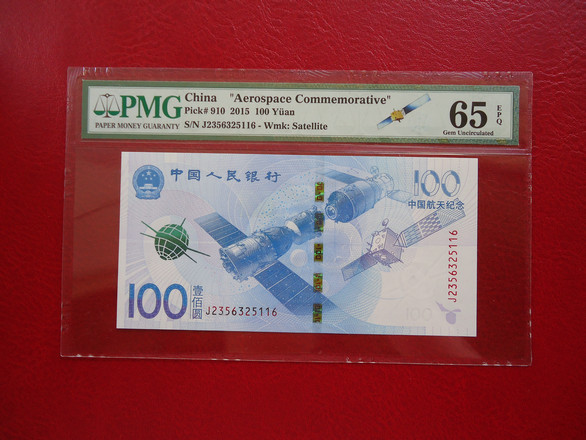 PMG
PAPER MONEY GUARANTY
China "Aerospace Commemorative"
Pick# 910 2015 100 Yüan
S/N J2356325116 - Wmk: Satellite
65 EPQ
Gem Uncirculated
中国人民银行
100
中国航天纪念
J2356325116
100
壹佰圆
J2356325116
100